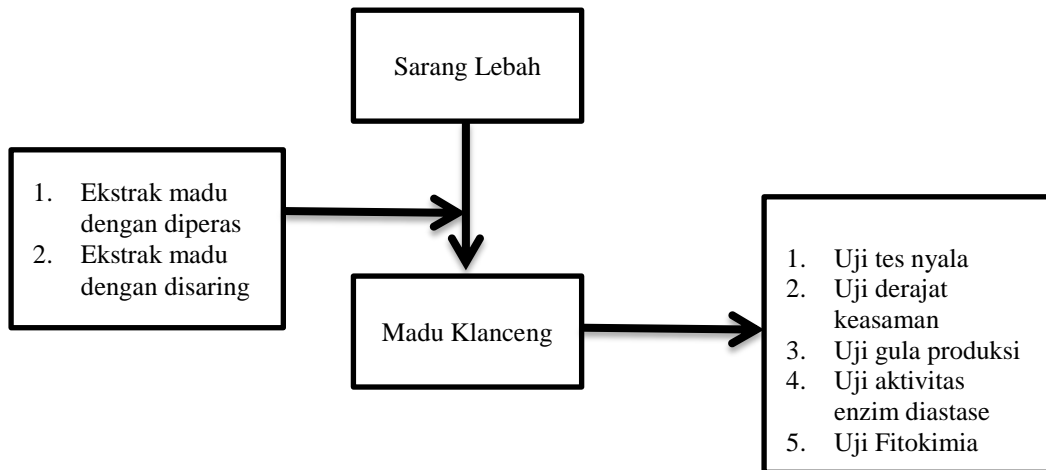 Sarang Lebah
1. Ekstrak madu
dengan diperas
2. Ekstrak madu
dengan disaring
Madu Klanceng
1. Uji tes nyala
2. Uji derajat
keasaman
3. Uji gula produksi
4. Uji aktivitas
enzim diastase
5. Uji Fitokimia